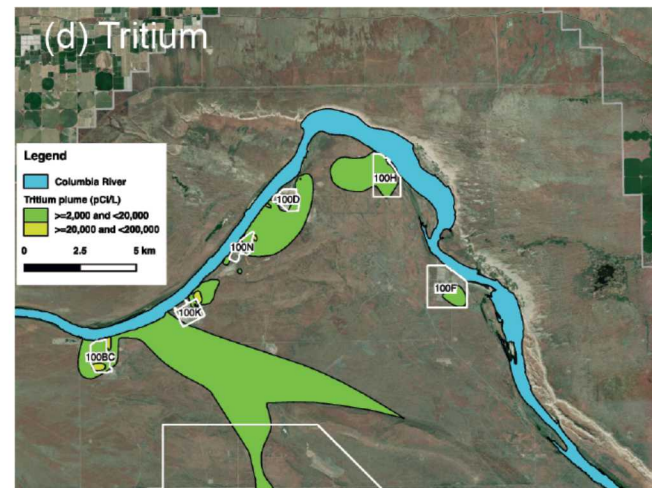 (d) Tritium
Legend
Columbia River
Tritium plume (pCi/L)
>=2,000 and <20,000
>=20,000 and <200,000
0 2.5 5 km
100H
100D
100N
100F
100K
100BC